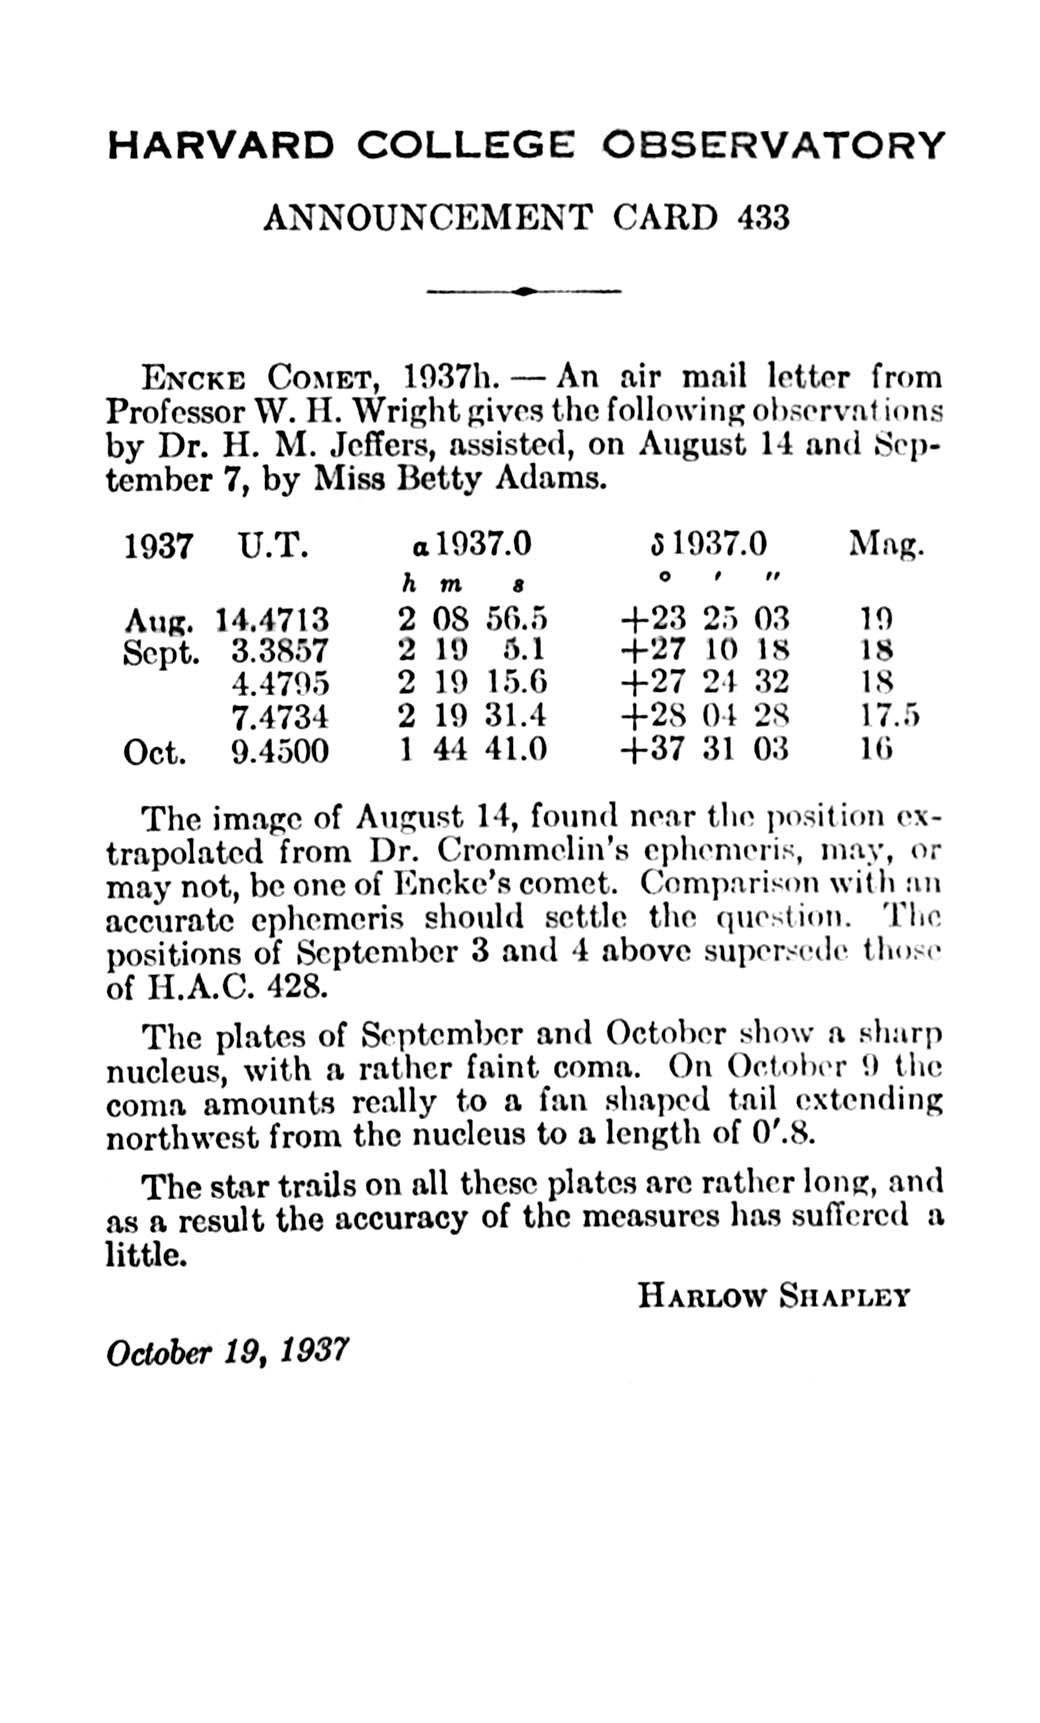 HARVARD COLLEGE OBSERVATORY
ANNOUNCEMENT CARD 433
ENCKE COMET, 1937h. — An air mail letter from
Professor W. H. Wright gives the following observations
by Dr. H. M. Jeffers, assisted, on August 14 and Sep-
tember 7, by Miss Betty Adams.
1937 U.T. α 1937.0 δ 1937.0 Mag.
h m s ° ′ ″
Aug. 14.4713 2 08 56.5 +23 25 03 19
Sept. 3.3857 2 19 5.1 +27 10 18 18
4.4795 2 19 15.6 +27 24 32 18
7.4734 2 19 31.4 +28 04 28 17.5
Oct. 9.4500 1 44 41.0 +37 31 03 16
The image of August 14, found near the position ex-
trapolated from Dr. Crommelin's ephemeris, may, or
may not, be one of Encke's comet. Comparison with an
accurate ephemeris should settle the question. The
positions of September 3 and 4 above supersede those
of H.A.C. 428.
The plates of September and October show a sharp
nucleus, with a rather faint coma. On October 9 the
coma amounts really to a fan shaped tail extending
northwest from the nucleus to a length of 0′.8.
The star trails on all these plates are rather long, and
as a result the accuracy of the measures has suffered a
little.
HARLOW SHAPLEY
October 19, 1937